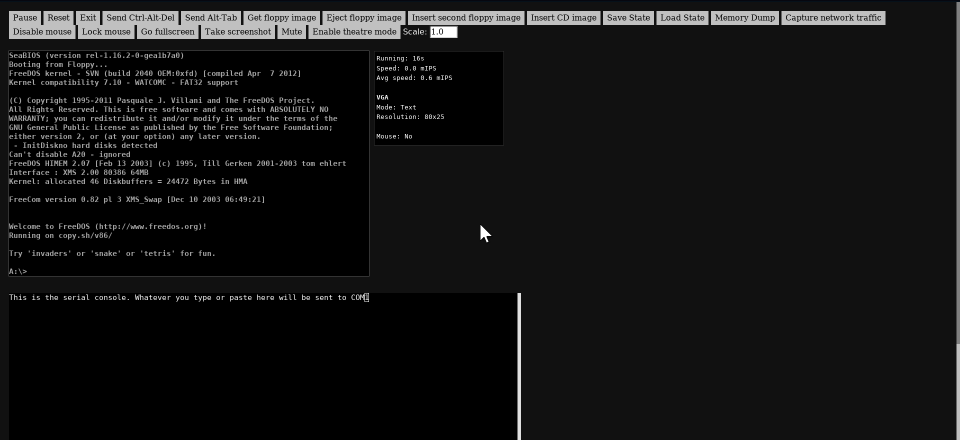 Pause Reset Exit Send Ctrl-Alt-Del Send Alt-Tab Get floppy image Eject floppy image Insert second floppy image Insert CD image Save State Load State Memory Dump Capture network traffic
Disable mouse Lock mouse Go fullscreen Take screenshot Mute Enable theatre mode Scale: 1.0
SeaBIOS (version rel-1.16.2-0-gea1b7a0)
Booting from Floppy...
FreeDOS kernel - SVN (build 2040 OEM:0xfd) [compiled Apr 7 2012]
Kernel compatibility 7.10 - WATCOMC - FAT32 support
(C) Copyright 1995-2011 Pasquale J. Villani and The FreeDOS Project.
All Rights Reserved. This is free software and comes with ABSOLUTELY NO
WARRANTY; you can redistribute it and/or modify it under the terms of the
GNU General Public License as published by the Free Software Foundation;
either version 2, or (at your option) any later version.
- InitDiskno hard disks detected
Can't disable A20 - ignored
FreeDOS HIMEM 2.07 [Feb 13 2003] (c) 1995, Till Gerken 2001-2003 tom ehlert
Interface : XMS 2.00 80386 64MB
Kernel: allocated 46 Diskbuffers = 24472 Bytes in HMA
FreeCom version 0.82 pl 3 XMS_Swap [Dec 10 2003 06:49:21]
Welcome to FreeDOS (http://www.freedos.org)!
Running on copy.sh/v86/
Try 'invaders' or 'snake' or 'tetris' for fun.
A:\>
Running: 16s
Speed: 0.0 mIPS
Avg speed: 0.6 mIPS
VGA
Mode: Text
Resolution: 80x25
Mouse: No
This is the serial console. Whatever you type or paste here will be sent to COM1